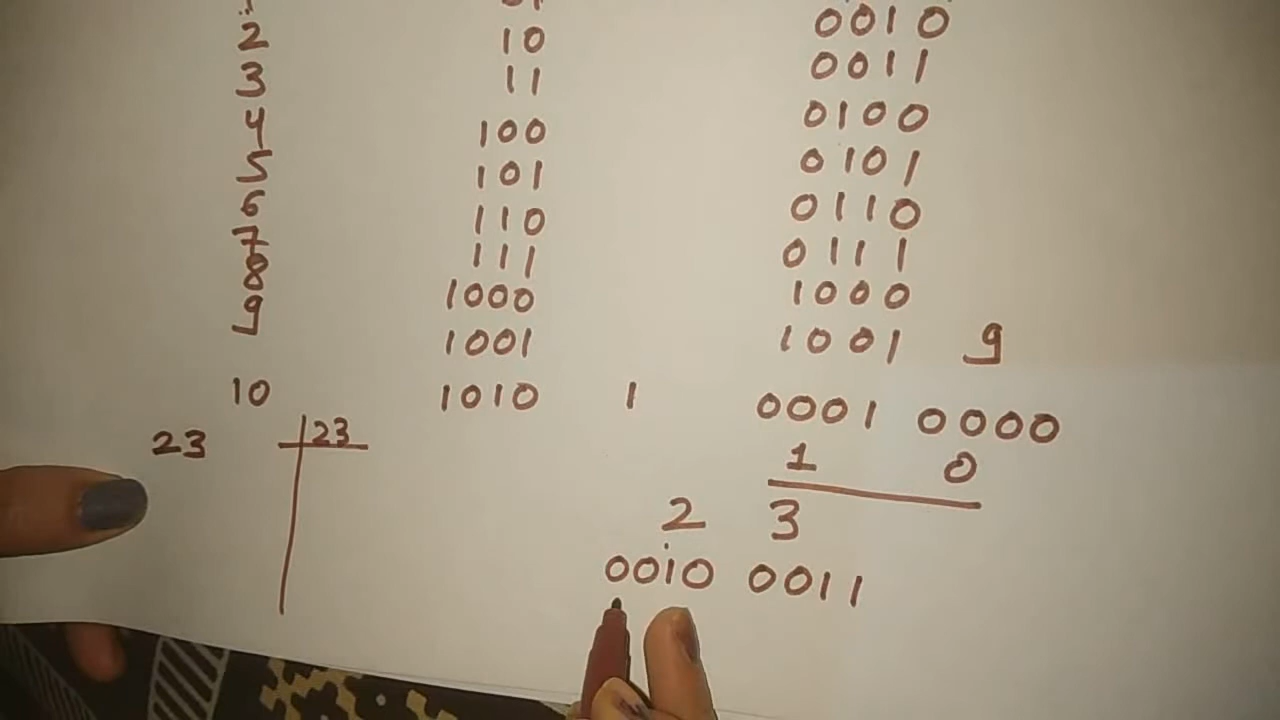 2 10 0010
3 11 0011
4 100 0100
5 101 0101
6 110 0110
7 111 0111
8 1000 1000
9 1001 1001 9
10 1010 1 0001 0000
23 23 1 0
2 3
0010 0011